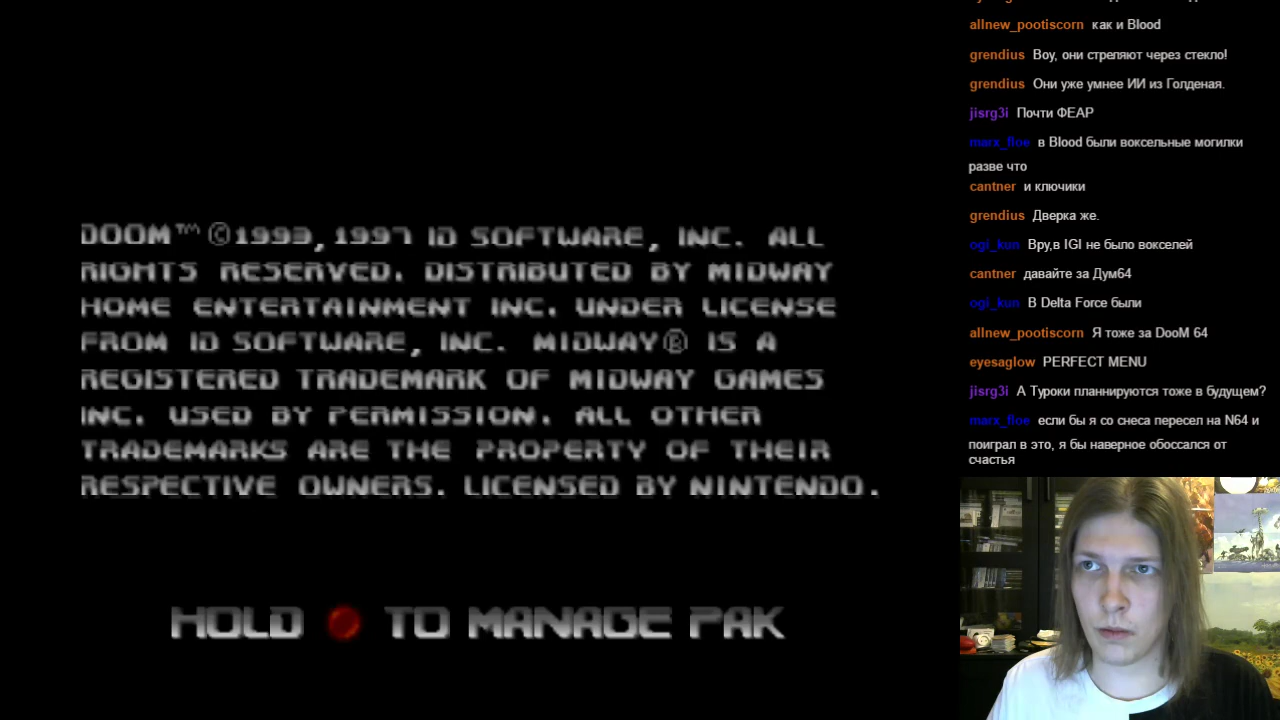 DOOM™ ©1993,1997 ID SOFTWARE, INC. ALL
RIGHTS RESERVED. DISTRIBUTED BY MIDWAY
HOME ENTERTAINMENT INC. UNDER LICENSE
FROM ID SOFTWARE, INC. MIDWAY® IS A
REGISTERED TRADEMARK OF MIDWAY GAMES
INC. USED BY PERMISSION. ALL OTHER
TRADEMARKS ARE THE PROPERTY OF THEIR
RESPECTIVE OWNERS. LICENSED BY NINTENDO.
HOLD TO MANAGE PAK
allnew_pootiscorn как и Blood
grendius Воу, они стреляют через стекло!
grendius Они уже умнее ИИ из Голденая.
jisrg3i Почти ФЕАР
marx_floe в Blood были воксельные могилки
разве что
cantner и ключики
grendius Дверка же.
ogi_kun Вру,в IGI не было вокселей
cantner давайте за Дум64
ogi_kun В Delta Force были
allnew_pootiscorn Я тоже за DooM 64
eyesaglow PERFECT MENU
jisrg3i А Туроки планнируются тоже в будущем?
marx_floe если бы я со снеса пересел на N64 и
поиграл в это, я бы наверное обоссался от
счастья